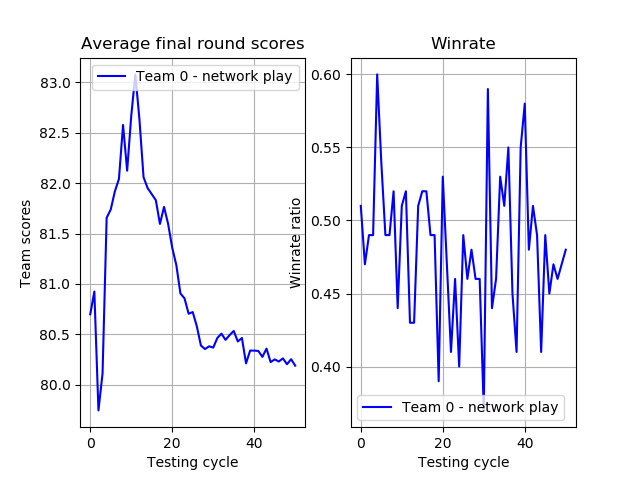 Average final round scores
Team 0 - network play
83.0
82.5
82.0
81.5
81.0
80.5
80.0
Team scores
0
20
40
Testing cycle
Winrate
0.60
0.55
0.50
0.45
0.40
Winrate ratio
Team 0 - network play
0
20
40
Testing cycle